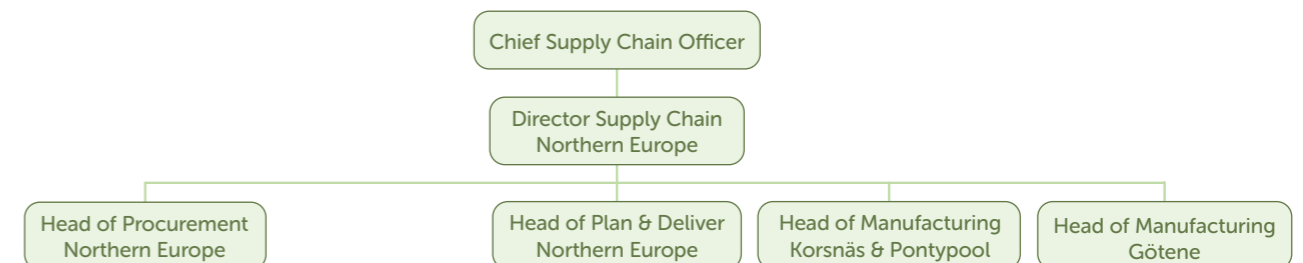 Chief Supply Chain Officer
Director Supply Chain
Northern Europe
Head of Procurement
Northern Europe
Head of Plan & Deliver
Northern Europe
Head of Manufacturing
Korsnäs & Pontypool
Head of Manufacturing
Götene